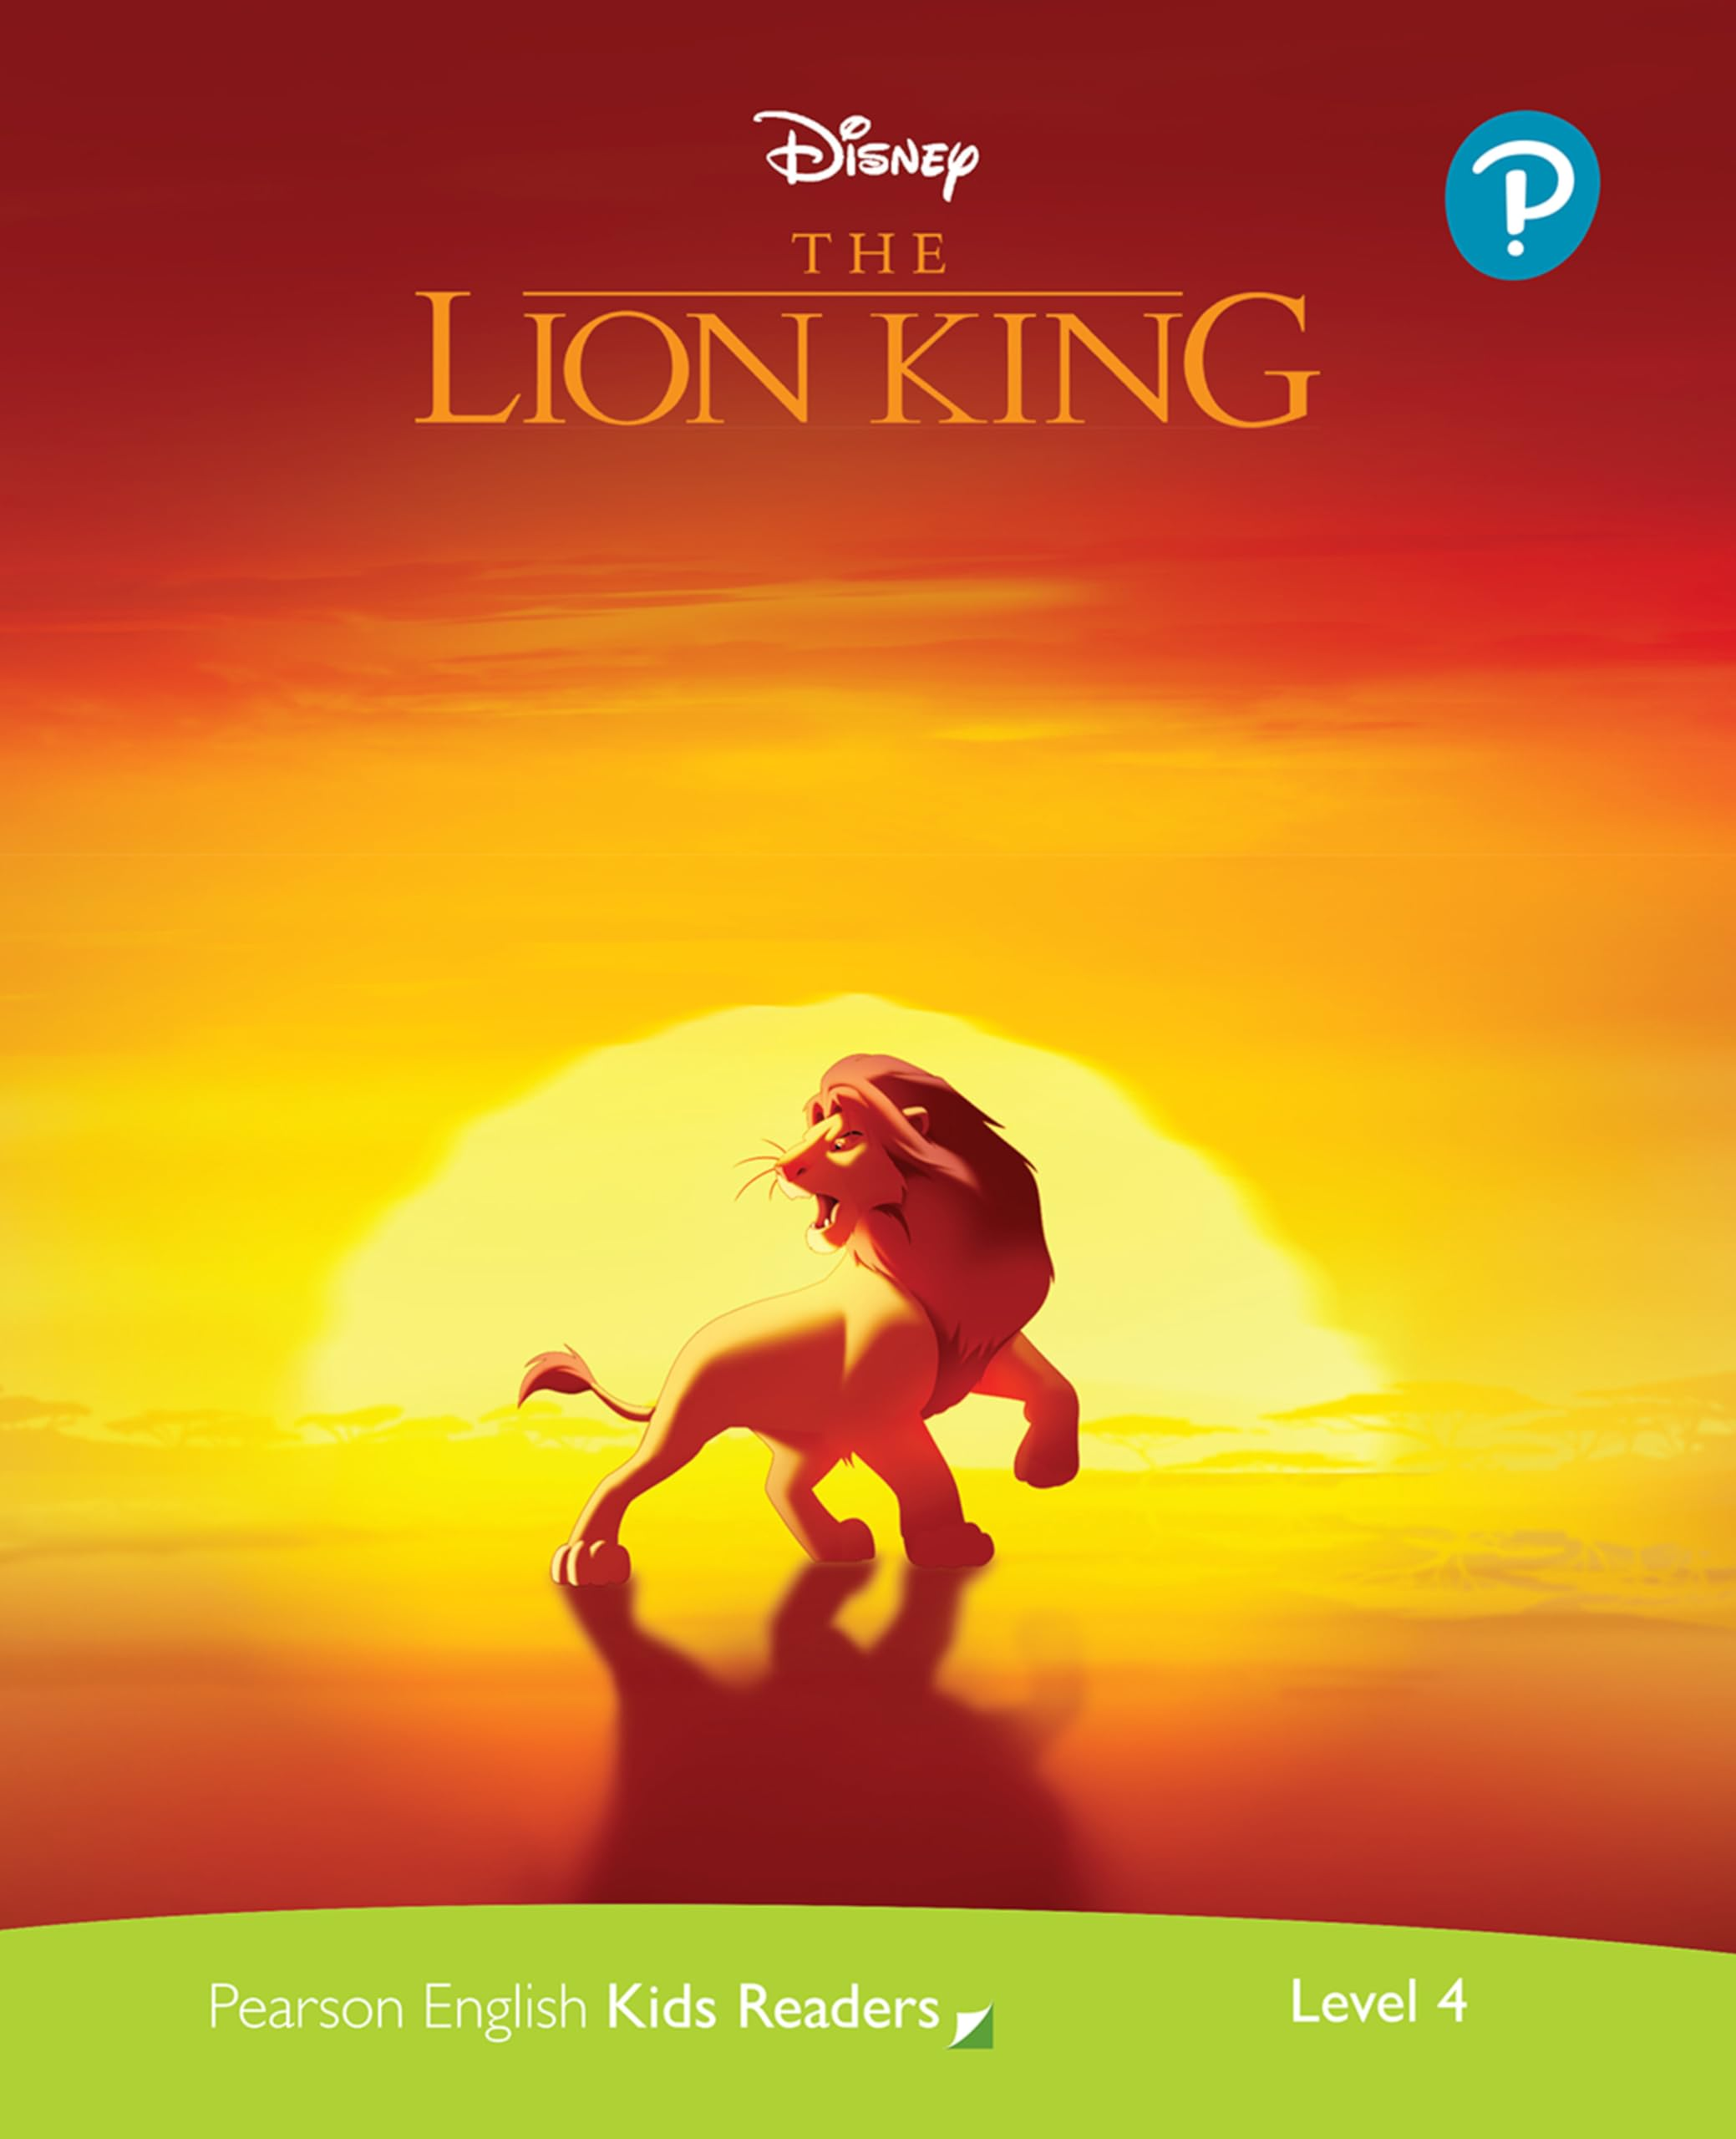 Disney
THE
LION KING
P
Pearson English Kids Readers
Level 4